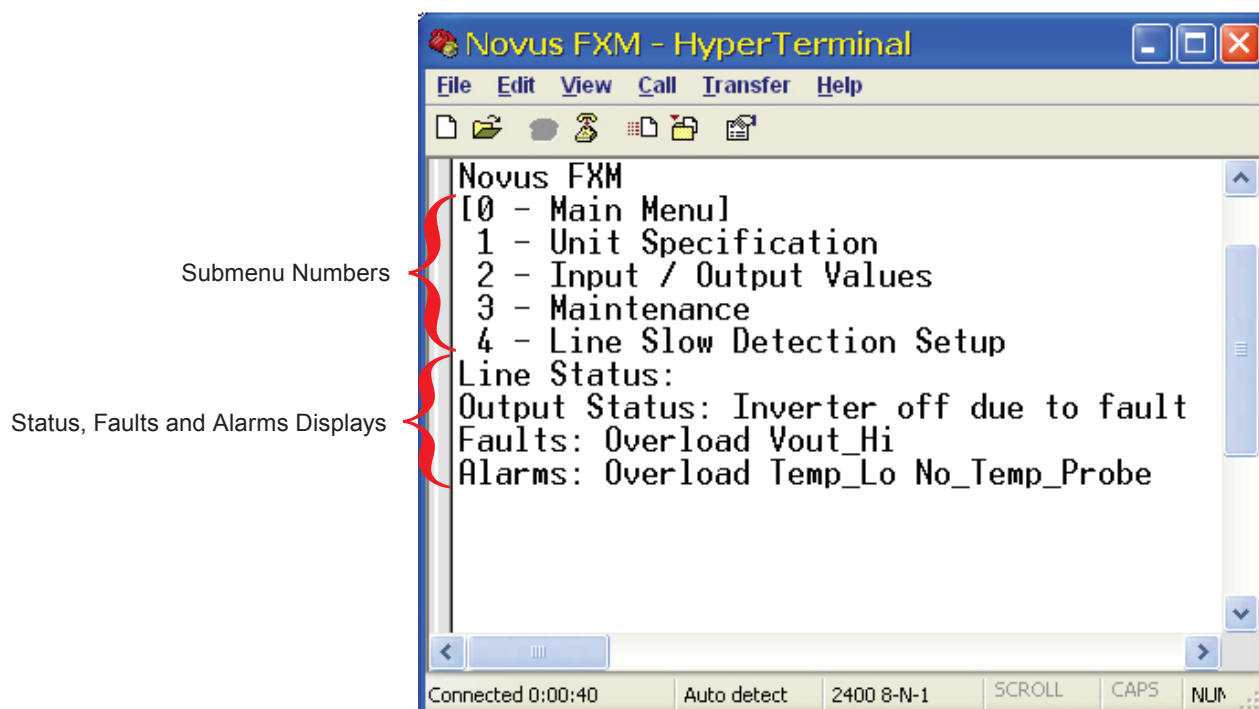 Novus FXM - HyperTerminal
File Edit View Call Transfer Help
Novus FXM
[0 - Main Menu]
1 - Unit Specification
2 - Input / Output Values
3 - Maintenance
4 - Line Slow Detection Setup
Submenu Numbers
Line Status:
Output Status: Inverter off due to fault
Faults: Overload Vout_Hi
Alarms: Overload Temp_Lo No_Temp_Probe
Status, Faults and Alarms Displays
Connected 0:00:40 Auto detect 2400 8-N-1 SCROLL CAPS